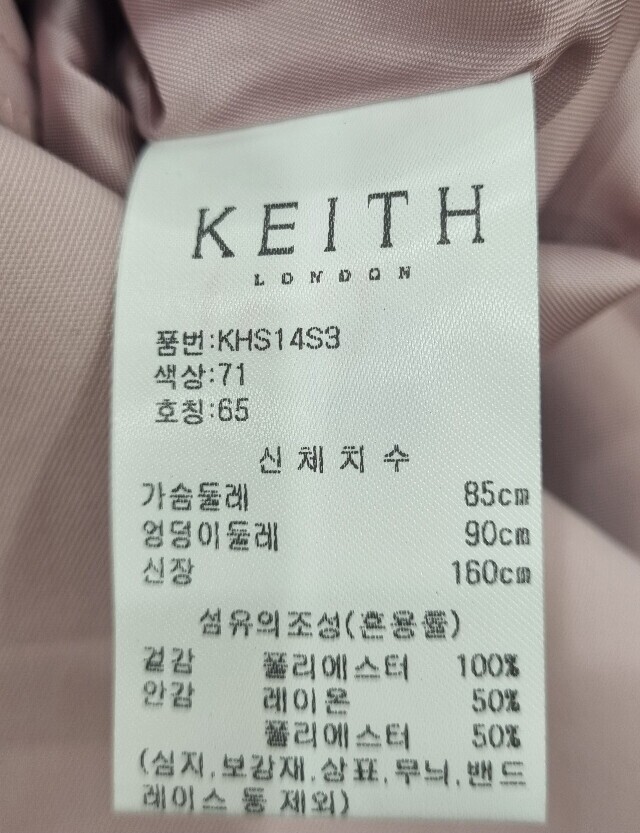 KEITH
LONDON
품번:KHS14S3
색상:71
호칭:65
신체치수
가슴둘레 85cm
엉덩이둘레 90cm
신장 160cm
섬유의조성(혼용률)
겉감 폴리에스터 100%
안감 레이온 50%
폴리에스터 50%
(심지,보강재,상표,무늬,밴드
레이스 등 제외)